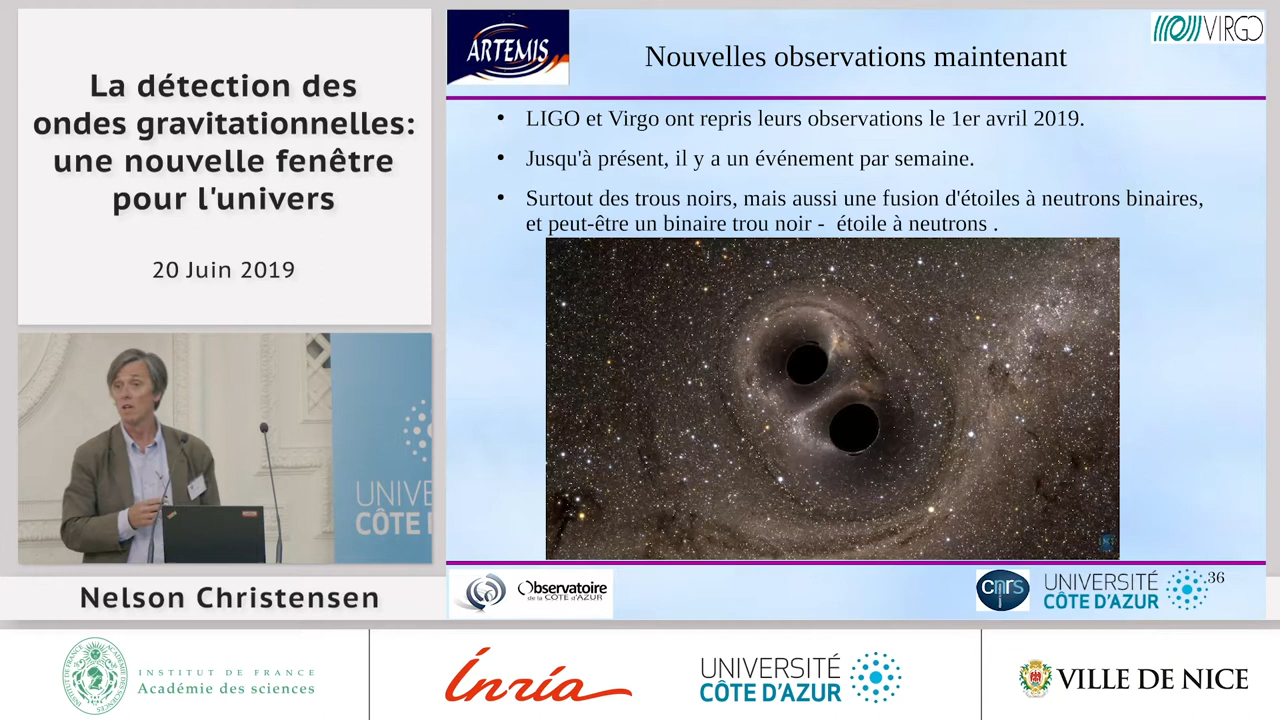 La détection des
ondes gravitationnelles:
une nouvelle fenêtre
pour l'univers
20 Juin 2019
UNIVE
CÔTE D
Nelson Christensen
ARTEMIS
Nouvelles observations maintenant
VIRGO
• LIGO et Virgo ont repris leurs observations le 1er avril 2019.
• Jusqu'à présent, il y a un événement par semaine.
• Surtout des trous noirs, mais aussi une fusion d'étoiles à neutrons binaires,
et peut-être un binaire trou noir - étoile à neutrons .
Observatoire
de la CÔTE d'AZUR
cnrs
UNIVERSITÉ
CÔTE D'AZUR
36
INSTITUT DE FRANCE
Académie des sciences
Inria
UNIVERSITÉ
CÔTE D'AZUR
VILLE DE NICE